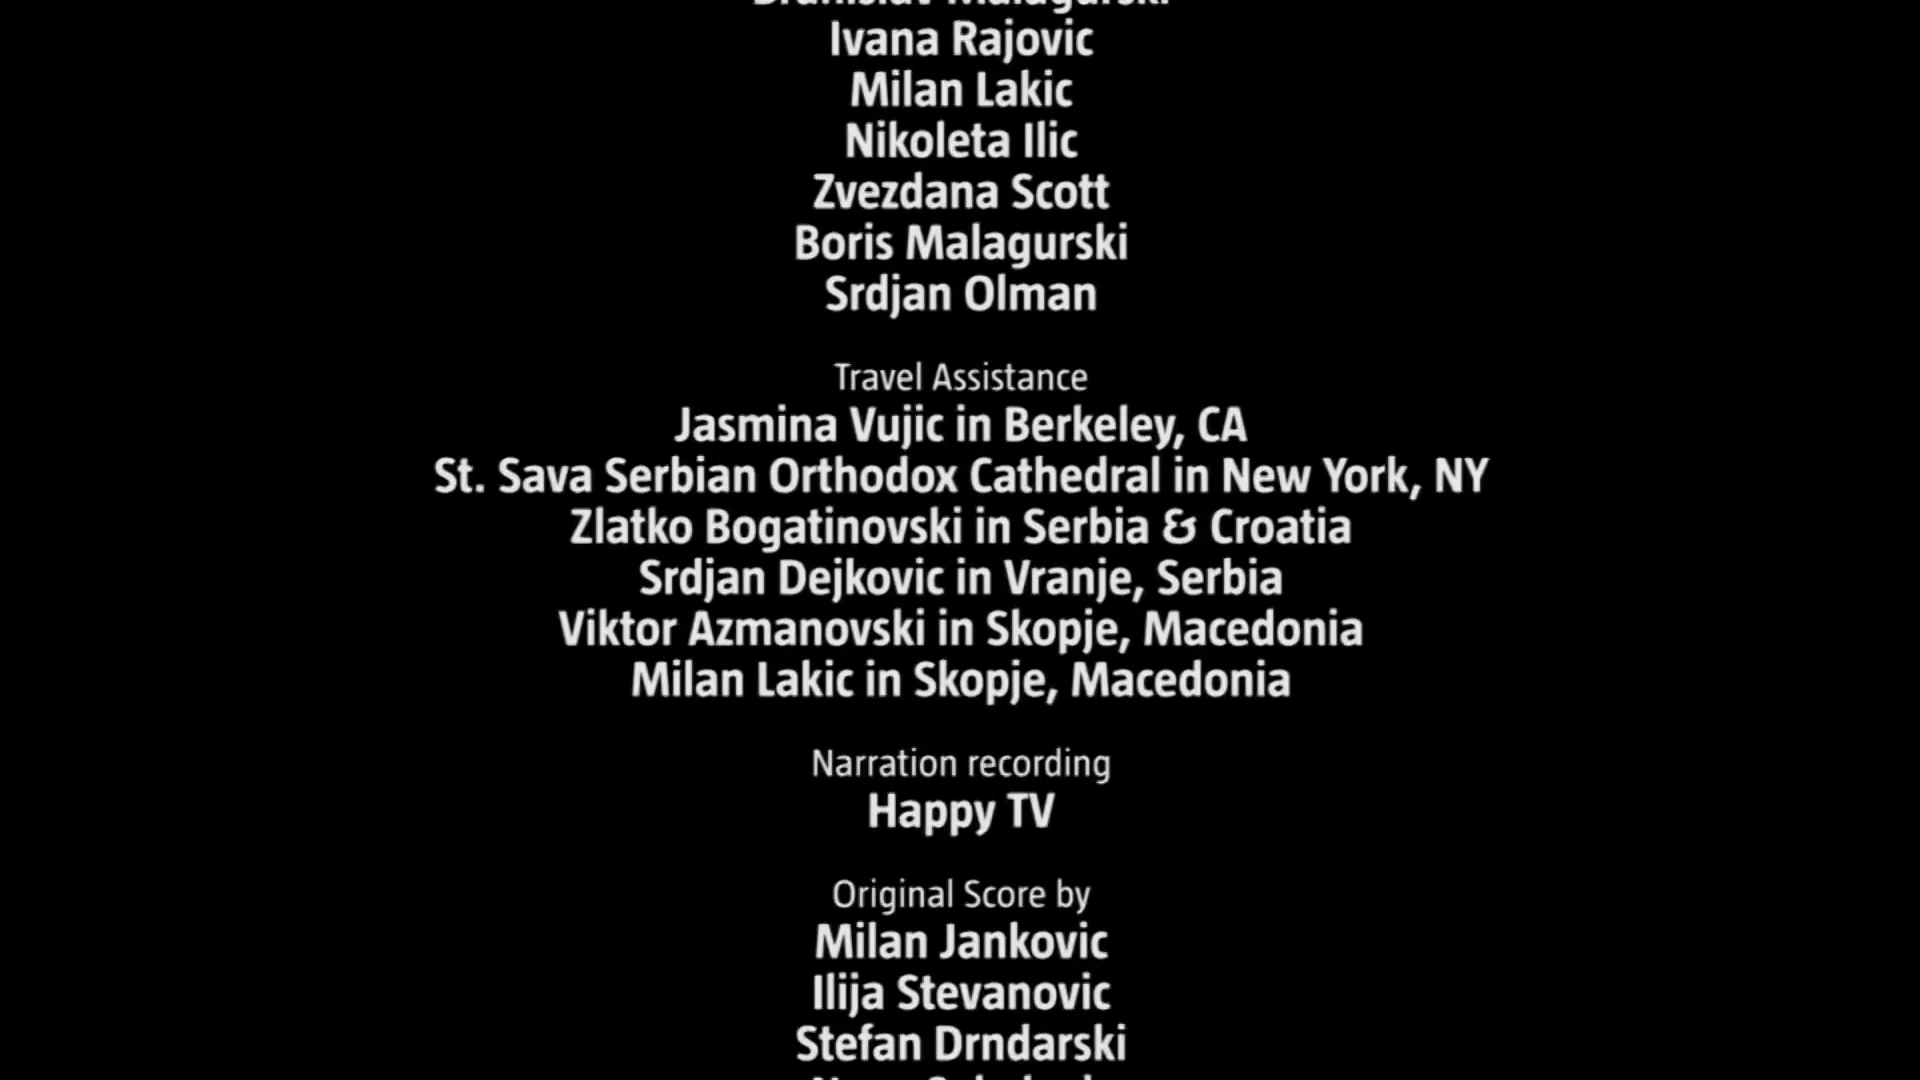 Branislav Malagurski
Ivana Rajovic
Milan Lakic
Nikoleta Ilic
Zvezdana Scott
Boris Malagurski
Srdjan Olman
Travel Assistance
Jasmina Vujic in Berkeley, CA
St. Sava Serbian Orthodox Cathedral in New York, NY
Zlatko Bogatinovski in Serbia & Croatia
Srdjan Dejkovic in Vranje, Serbia
Viktor Azmanovski in Skopje, Macedonia
Milan Lakic in Skopje, Macedonia
Narration recording
Happy TV
Original Score by
Milan Jankovic
Ilija Stevanovic
Stefan Drndarski